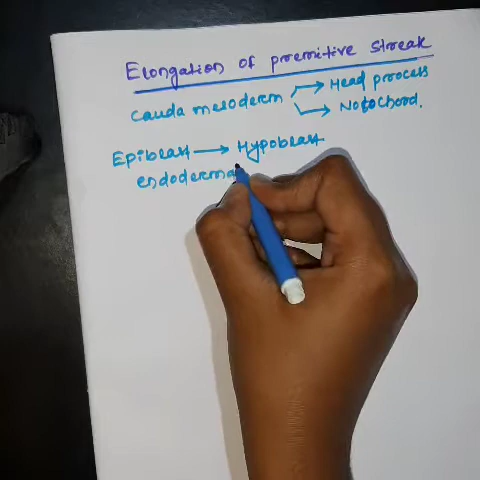 Elongation of premitive streak
Cauda mesoderm → Head process
→ Notochord.
Epiblast → Hypoblast
endoderma